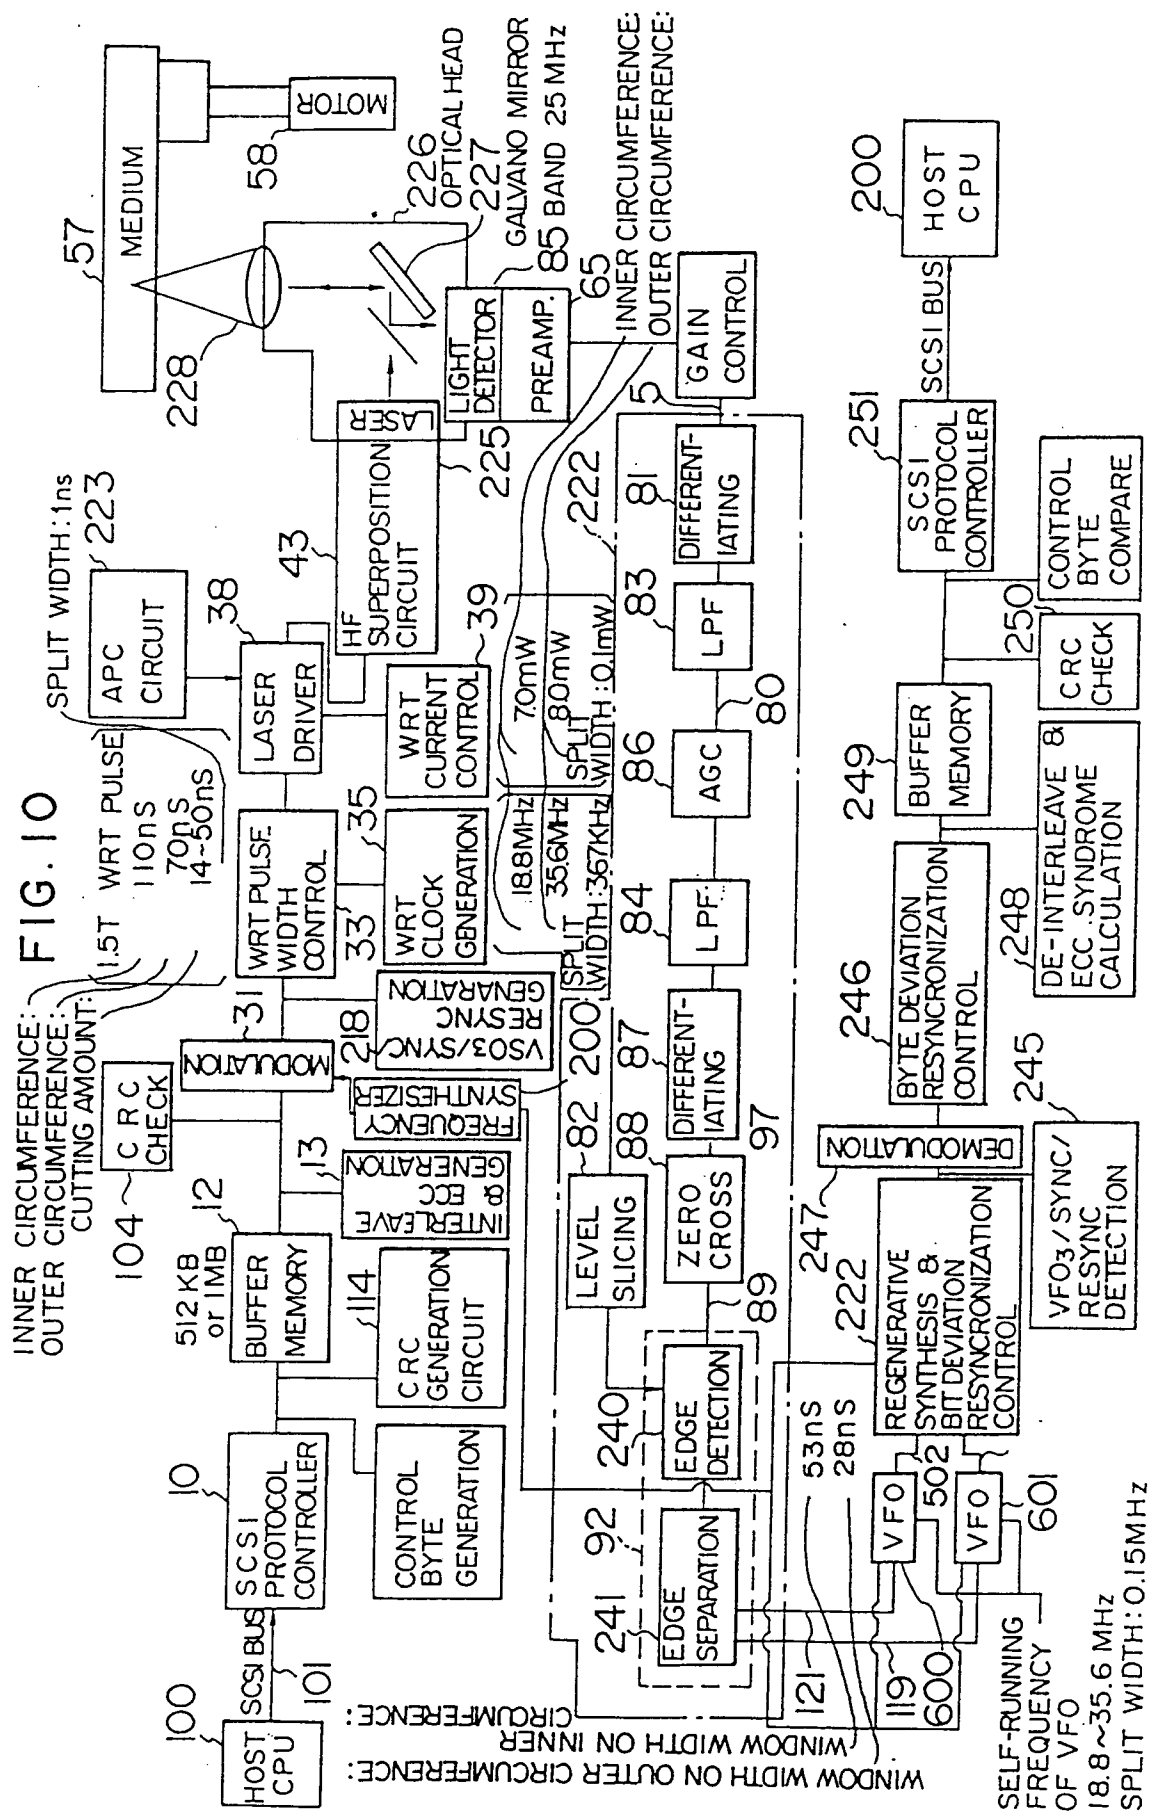 FIG. 10
INNER CIRCUMFERENCE:
OUTER CIRCUMFERENCE:
CUTTING AMOUNT:
1.5T WRT PULSE
110nS
70nS
14~50nS
SPLIT WIDTH:1ns
223
APC
CIRCUIT
57
MEDIUM
MOTOR
58
228
226
OPTICAL HEAD
227
GALVANO MIRROR
85 BAND 25 MHz
LIGHT
DETECTOR
PREAMP.
65
225
LASER
HF
SUPERPOSITION
CIRCUIT
43
38
LASER
DRIVER
WRT
CURRENT
CONTROL
39
WRT PULSE
WIDTH
CONTROL
33
35
WRT
CLOCK
GENERATION
31
MODULATION
VSO3/SYNC/
RESYNC
GENARATION
218
FREQUENCY
SYNTHESIZER
200
104
CRC
CHECK
13
INTERLEAVE
& ECC
GENERATION
512KB
or 1MB
12
BUFFER
MEMORY
114
CRC
GENERATION
CIRCUIT
CONTROL
BYTE
GENERATION
10
SCSI
PROTOCOL
CONTROLLER
SCSI BUS
101
100
HOST
CPU
INNER CIRCUMFERENCE:
OUTER CIRCUMFERENCE:
18.8MHz
35.6MHz
SPLIT
WIDTH:367KHz
7.0mW
8.0mW
SPLIT
WIDTH:0.1mW
222
GAIN
CONTROL
5
81
DIFFERENT-
IATING
83
LPF
80
86
AGC
84
LPF
87
DIFFERENT-
IATING
97
88
ZERO
CROSS
89
82
LEVEL
SLICING
240
EDGE
DETECTION
92
241
EDGE
SEPARATION
121
119
600
WINDOW WIDTH ON INNER
CIRCUMFERENCE:
WINDOW WIDTH ON OUTER CIRCUMFERENCE:
53nS
28nS
VFO
502
VFO
601
SELF-RUNNING
FREQUENCY
OF VFO
18.8~35.6 MHz
SPLIT WIDTH:0.15MHz
222
REGENERATIVE
SYNTHESIS &
BIT DEVIATION
RESYNCRONIZATION
CONTROL
247
DEMODULATION
VFO3/SYNC/
RESYNC
DETECTION
245
246
BYTE DEVIATION
RESYNCRONIZATION
CONTROL
248
DE-INTERLEAVE &
ECC .SYNDROME
CALCULATION
249
BUFFER
MEMORY
250
CRC
CHECK
CONTROL
BYTE
COMPARE
251
SCSI
PROTOCOL
CONTROLLER
SCSI BUS
200
HOST
CPU